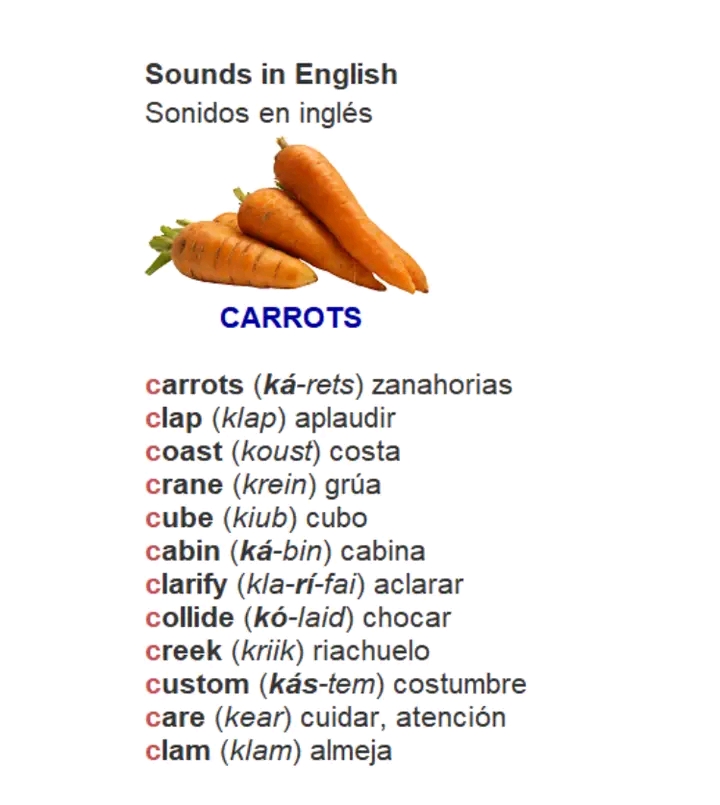 Sounds in English
Sonidos en inglés
CARROTS
carrots (ká-rets) zanahorias
clap (klap) aplaudir
coast (koust) costa
crane (krein) grúa
cube (kiub) cubo
cabin (ká-bin) cabina
clarify (kla-rí-fai) aclarar
collide (kó-laid) chocar
creek (kriik) riachuelo
custom (kás-tem) costumbre
care (kear) cuidar, atención
clam (klam) almeja